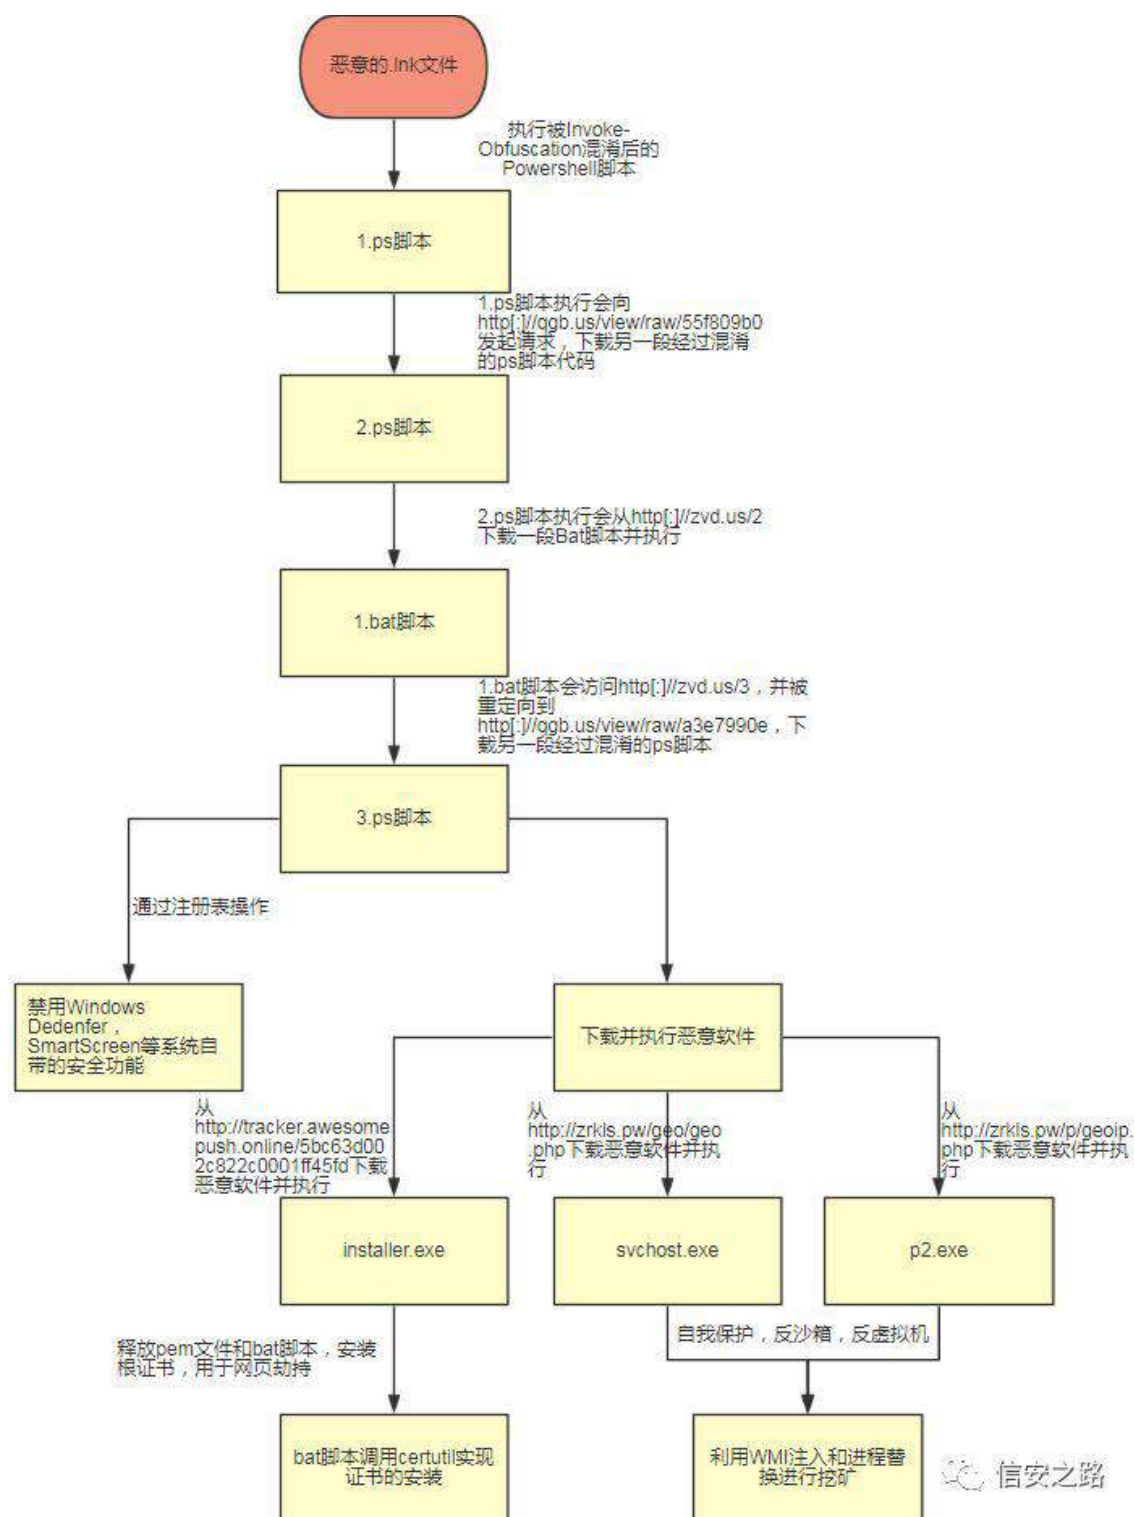 恶意的.lnk文件
执行被Invoke-
Obfuscation混淆后的
Powershell脚本
1.ps脚本
1.ps脚本执行会向
http[:]//qgb.us/view/raw/55f809b0
发起请求，下载另一段经过混淆
的ps脚本代码
2.ps脚本
2.ps脚本执行会从http[:]//zvd.us/2
下载一段Bat脚本并执行
1.bat脚本
1.bat脚本会访问http[:]//zvd.us/3，并被
重定向到
http[:]//qgb.us/view/raw/a3e7990e，下
载另一段经过混淆的ps脚本
3.ps脚本
通过注册表操作
禁用Windows
Dedenfer，
SmartScreen等系统自
带的安全功能
下载并执行恶意软件
从
http://tracker.awesome
push.online/5bc63d00
2c822c0001ff45fd下载
恶意软件并执行
从
http://zrkls.pw/geo/geo
.php下载恶意软件并执
行
从
http://zrkls.pw/p/geoip.
php下载恶意软件并执
行
installer.exe
svchost.exe
p2.exe
释放pem文件和bat脚本，安装
根证书，用于网页劫持
自我保护，反沙箱，反虚拟机
bat脚本调用certutil实现
证书的安装
利用WMI注入和进程替
换进行挖矿
信安之路